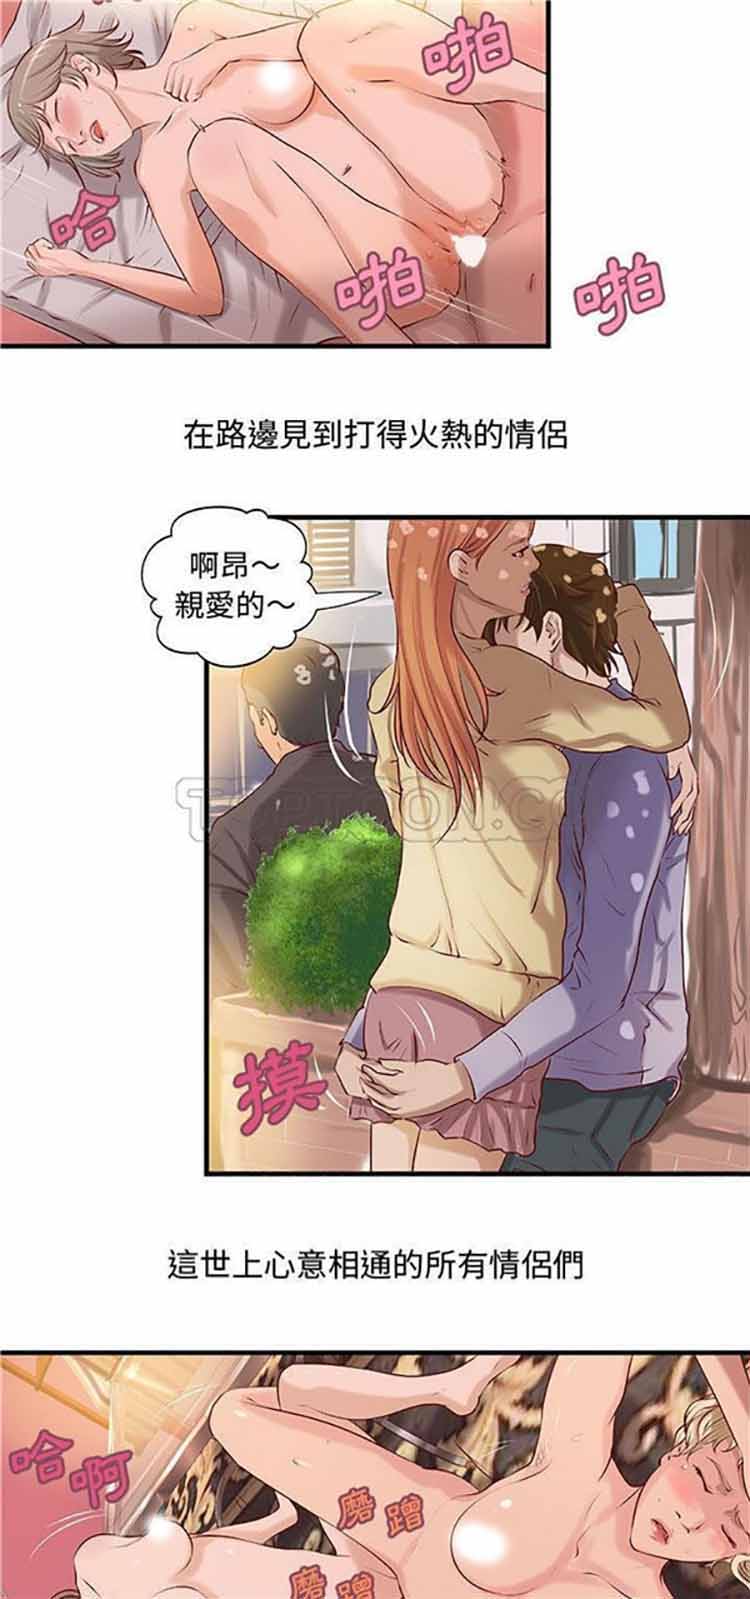 啪
哈
啪
啪
在路邊見到打得火熱的情侶
啊昂～
親愛的～
TOPTOON.CO
摸
這世上心意相通的所有情侶們
哈啊
磨蹭
磨蹭